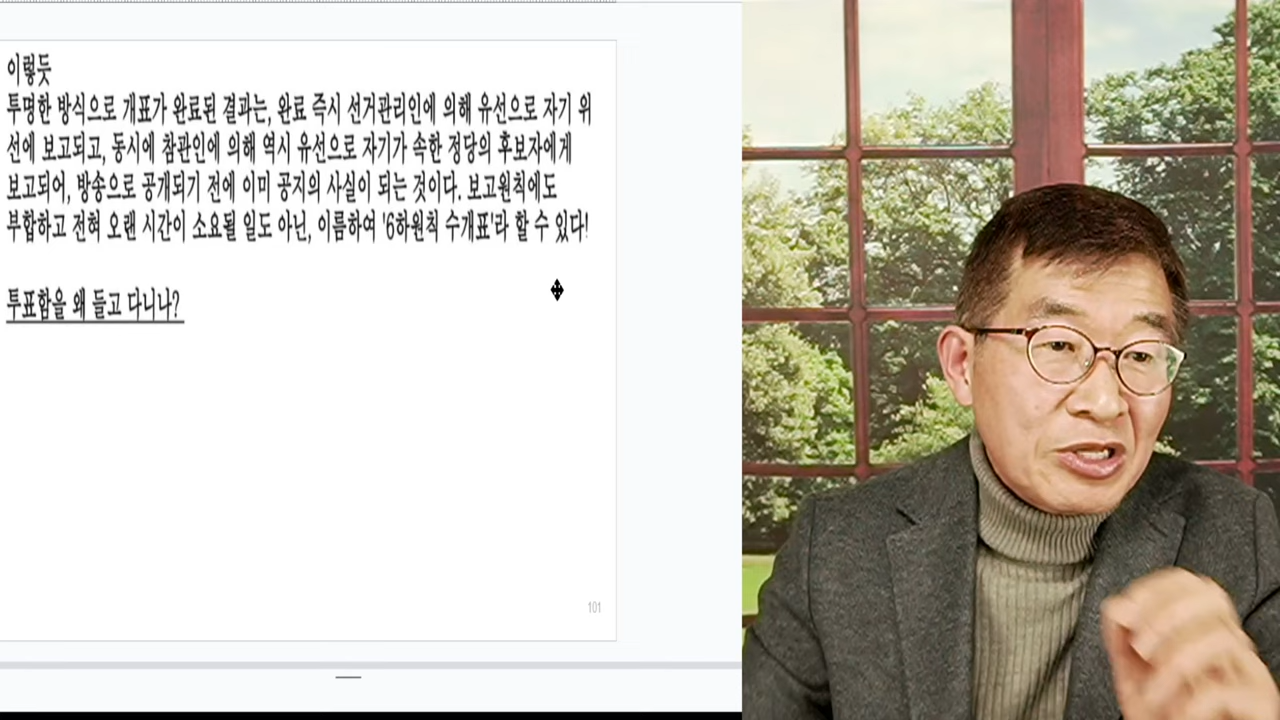 이렇듯
투명한 방식으로 개표가 완료된 결과는, 완료 즉시 선거관리인에 의해 유선으로 자기 위
선에 보고되고, 동시에 참관인에 의해 역시 유선으로 자기가 속한 정당의 후보자에게
보고되어, 방송으로 공개되기 전에 이미 공지의 사실이 되는 것이다. 보고원칙에도
부합하고 전혀 오랜 시간이 소요될 일도 아닌, 이름하여 '6하원칙 수개표'라 할 수 있다!
투표함을 왜 들고 다니나?
101